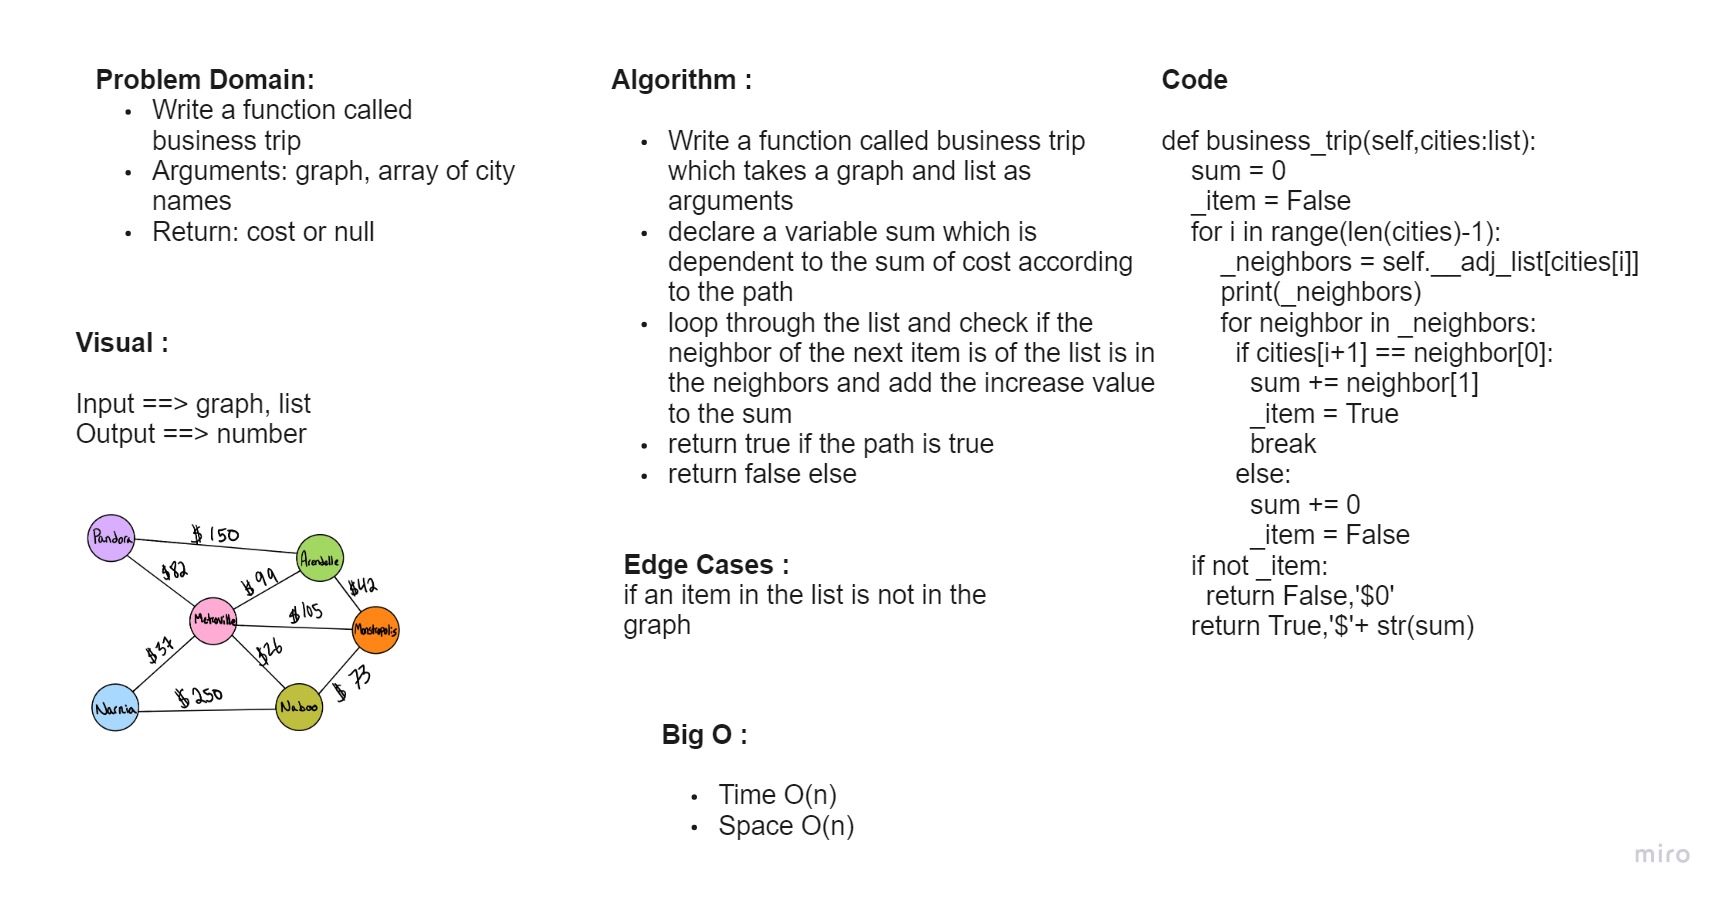 Problem Domain:
• Write a function called
business trip
• Arguments: graph, array of city
names
• Return: cost or null
Visual :
Input ==> graph, list
Output ==> number
Pandora
$150
Arendelle
$82
$99
$42
Metroville
$105
Monstropolis
$37
$26
$73
Narnia
$250
Naboo
Algorithm :
• Write a function called business trip
which takes a graph and list as
arguments
• declare a variable sum which is
dependent to the sum of cost according
to the path
• loop through the list and check if the
neighbor of the next item is of the list is in
the neighbors and add the increase value
to the sum
• return true if the path is true
• return false else
Edge Cases :
if an item in the list is not in the
graph
Big O :
• Time O(n)
• Space O(n)
Code
def business_trip(self,cities:list):
sum = 0
_item = False
for i in range(len(cities)-1):
_neighbors = self.__adj_list[cities[i]]
print(_neighbors)
for neighbor in _neighbors:
if cities[i+1] == neighbor[0]:
sum += neighbor[1]
_item = True
break
else:
sum += 0
_item = False
if not _item:
return False,'$0'
return True,'$'+ str(sum)
miro